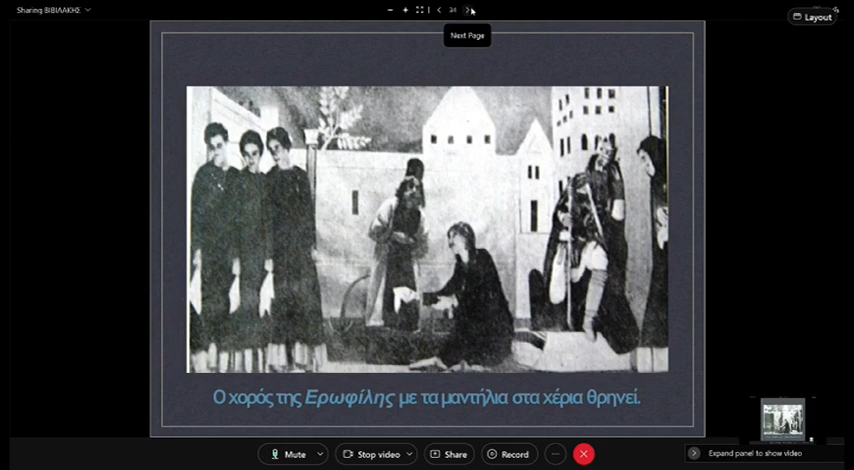 Sharing ΒΙΒΙΛΑΚΗΣ
34
Layout
Next Page
Ο χορός της Ερωφίλης με τα μαντήλια στα χέρια θρηνεί.
Mute
Stop video
Share
Record
Expand panel to show video